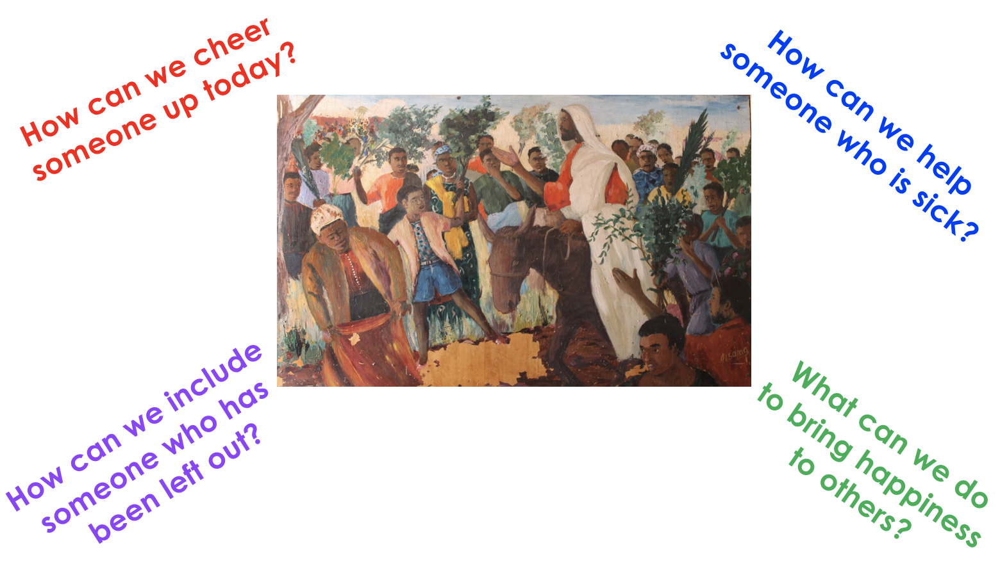 How can we cheer
someone up today?
How can we help
someone who is sick?
How can we include
someone who has
been left out?
What can we do
to bring happiness
to others?